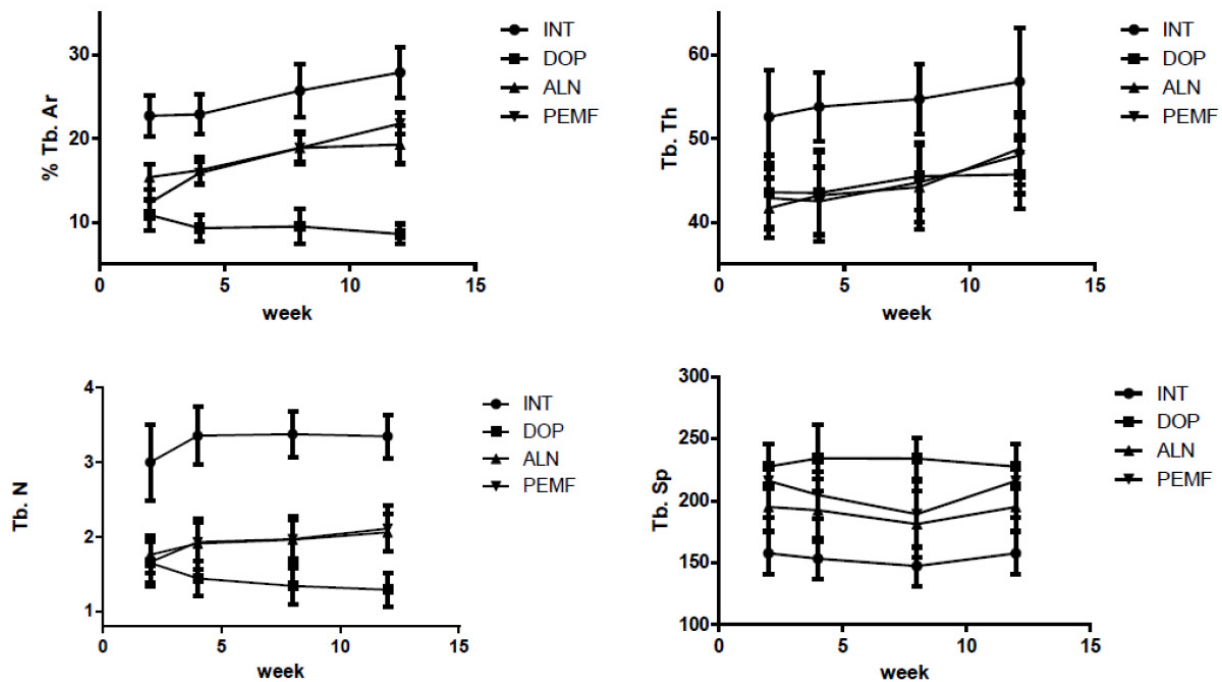 % Tb. Ar
30
20
10
0 5 10 15
week
INT
DOP
ALN
PEMF
Tb. Th
60
50
40
0 5 10 15
week
INT
DOP
ALN
PEMF
Tb. N
4
3
2
1
0 5 10 15
week
INT
DOP
ALN
PEMF
Tb. Sp
300
250
200
150
100
0 5 10 15
week
INT
DOP
ALN
PEMF